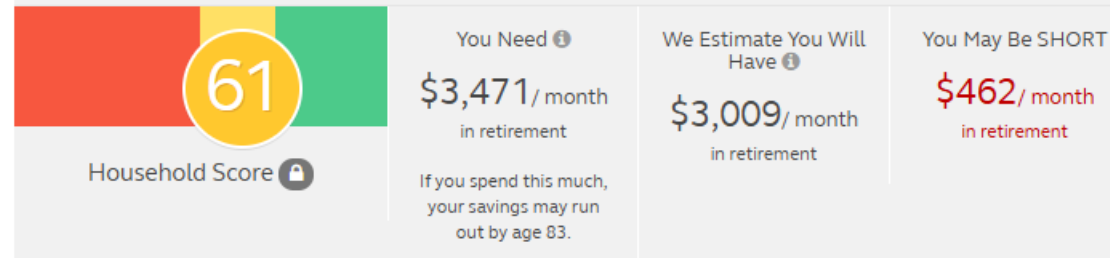 61
Household Score
You Need
$3,471/ month
in retirement
If you spend this much,
your savings may run
out by age 83.
We Estimate You Will
Have
$3,009/ month
in retirement
You May Be SHORT
$462/ month
in retirement